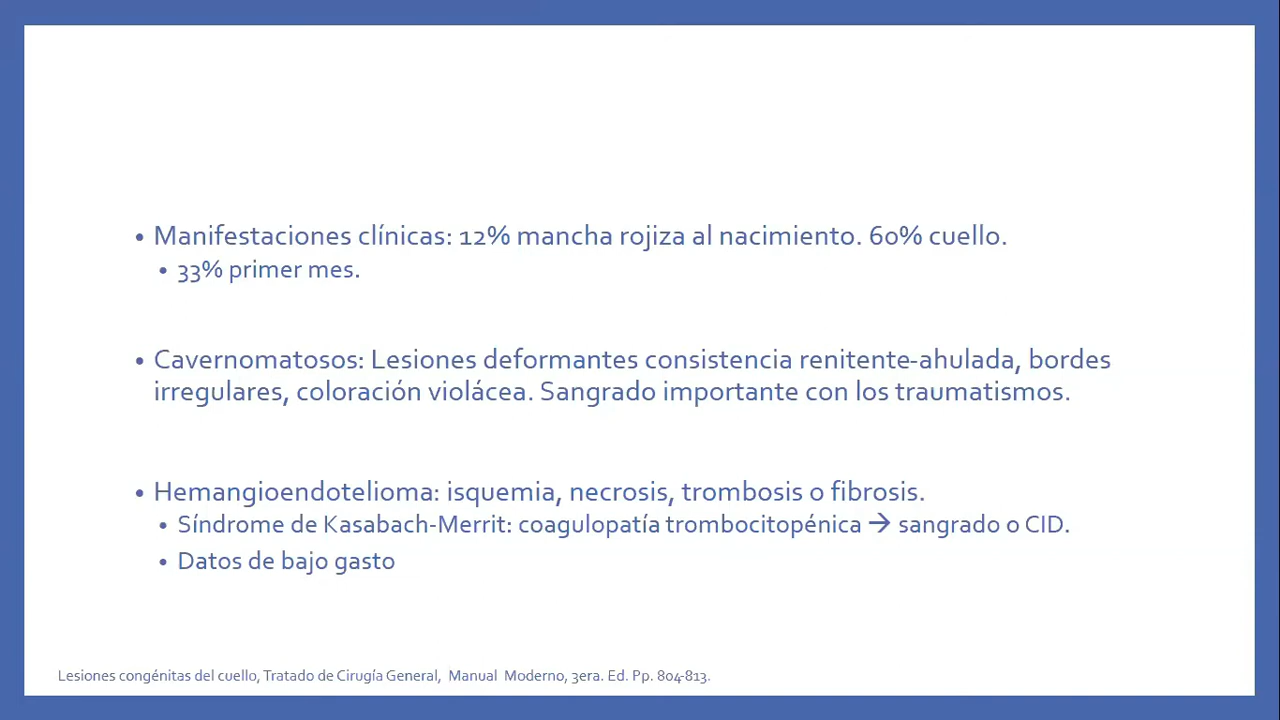 • Manifestaciones clínicas: 12% mancha rojiza al nacimiento. 60% cuello.
• 33% primer mes.
• Cavernomatosos: Lesiones deformantes consistencia renitente-ahulada, bordes
irregulares, coloración violácea. Sangrado importante con los traumatismos.
• Hemangioendotelioma: isquemia, necrosis, trombosis o fibrosis.
• Síndrome de Kasabach-Merrit: coagulopatía trombocitopénica → sangrado o CID.
• Datos de bajo gasto
Lesiones congénitas del cuello, Tratado de Cirugía General, Manual Moderno, 3era. Ed. Pp. 804-813.